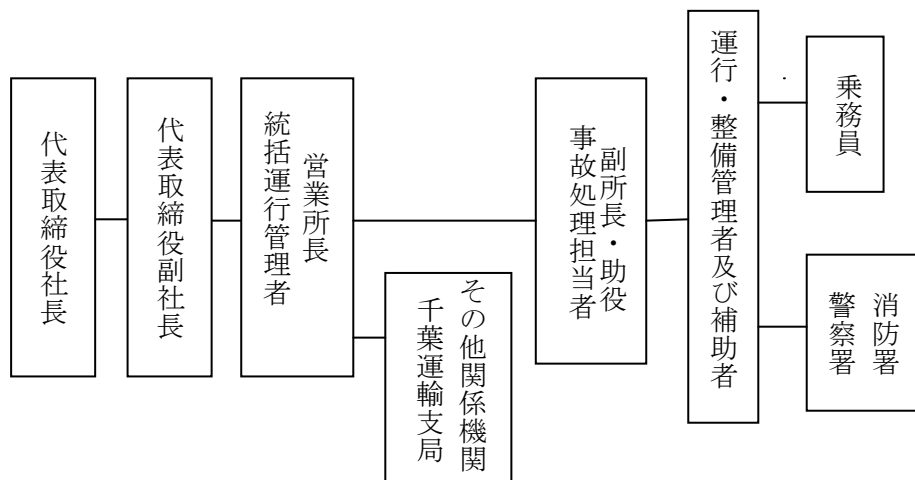 代表取締役社長
代表取締役副社長
営業所長
統括運行管理者
その他関係機関
千葉運輸支局
副所長・助役
事故処理担当者
運行・整備管理者及び補助者
乗務員
消防署
警察署